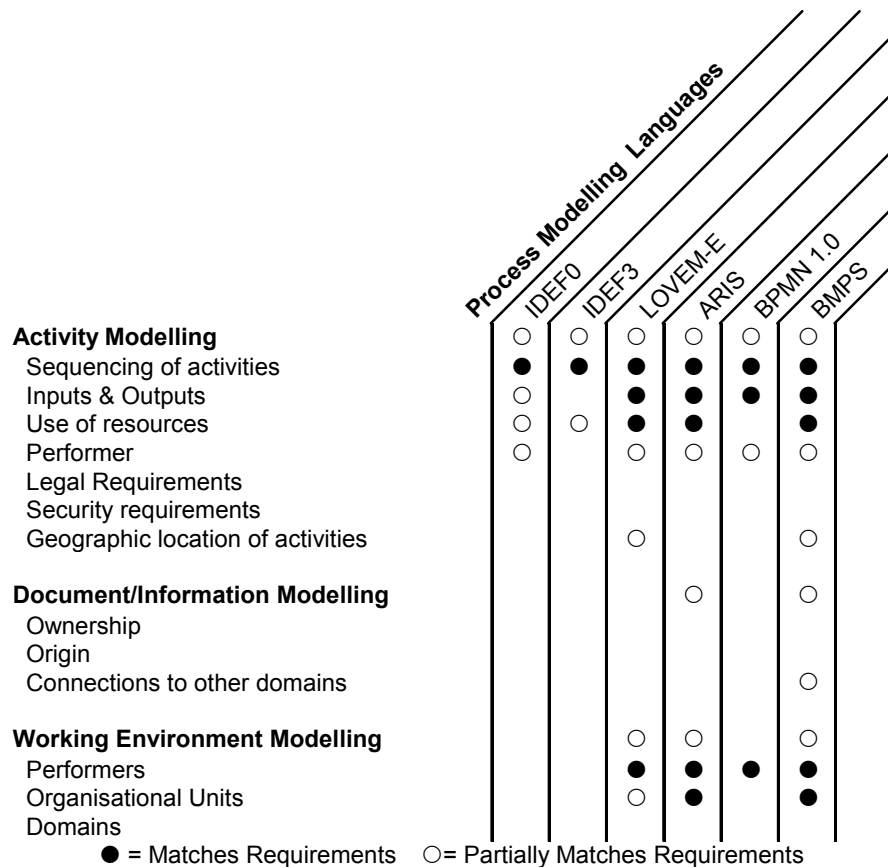 Process Modelling Languages
IDEF0
IDEF3
LOVEM-E
ARIS
BPMN 1.0
BMPS
Activity Modelling ○ ○ ○ ○ ○ ○
Sequencing of activities ● ● ● ● ● ●
Inputs & Outputs ○ ● ● ● ●
Use of resources ○ ○ ● ● ●
Performer ○ ○ ○ ○ ○
Legal Requirements
Security requirements
Geographic location of activities ○ ○
Document/Information Modelling ○ ○
Ownership
Origin
Connections to other domains ○
Working Environment Modelling ○ ○ ○
Performers ● ● ● ●
Organisational Units ○ ● ●
Domains
● = Matches Requirements ○= Partially Matches Requirements